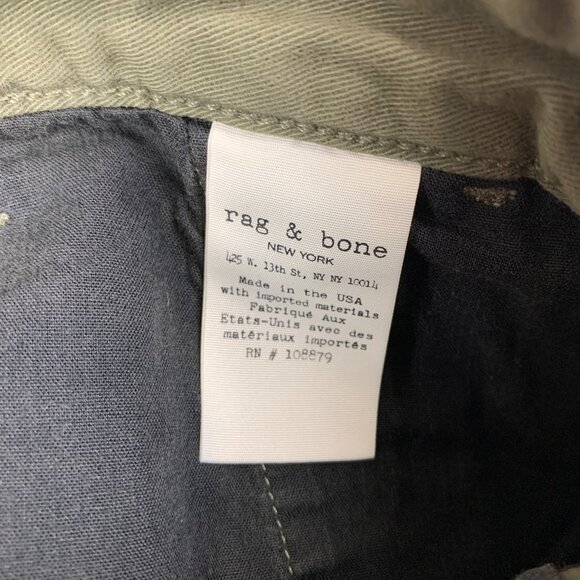 rag & bone
NEW YORK
425 W. 13th St, NY NY 10014
Made in the USA
with imported materials
Fabriqué Aux
Etats-Unis avec des
matériaux importés
RN # 108879